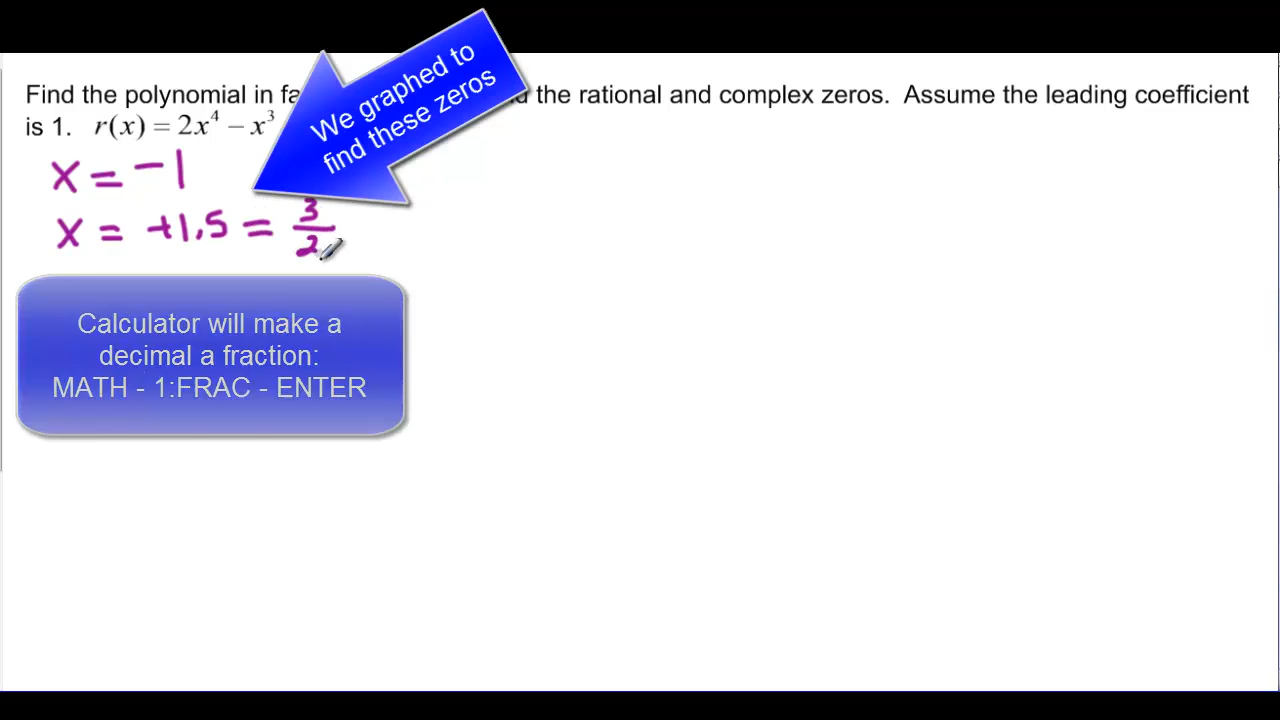 Find the polynomial in fa
the rational and complex zeros. Assume the leading coefficient
is 1. r(x) = 2x⁴ − x³
We graphed to
find these zeros
x = −1
x = +1.5 = 3/2
Calculator will make a
decimal a fraction:
MATH - 1:FRAC - ENTER